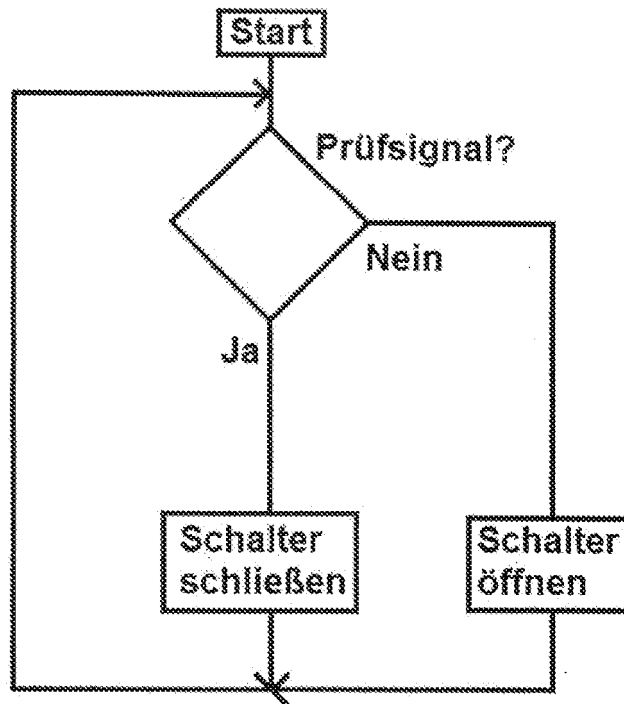 Start
Prüfsignal?
Nein
Ja
Schalter
schließen
Schalter
öffnen